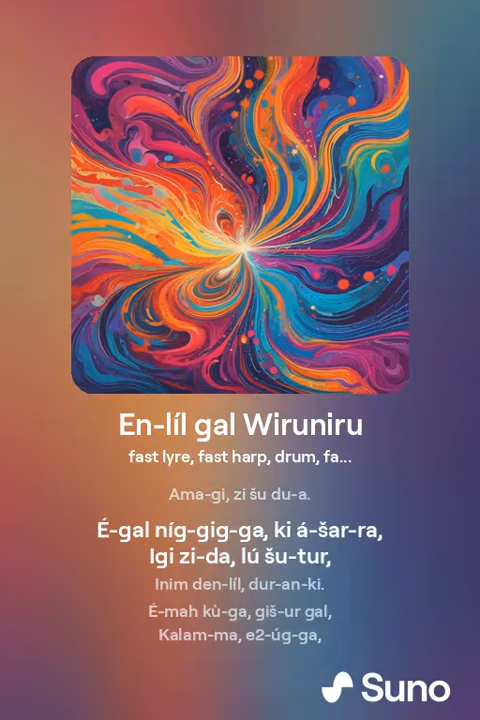 En-líl gal Wiruniru
fast lyre, fast harp, drum, fa...
Ama-gi, zi šu du-a.
É-gal níg-gig-ga, ki á-šar-ra,
Igi zi-da, lú šu-tur,
Inim den-líl, dur-an-ki.
É-mah kù-ga, giš-ur gal,
Kalam-ma, e2-úg-ga,
Suno